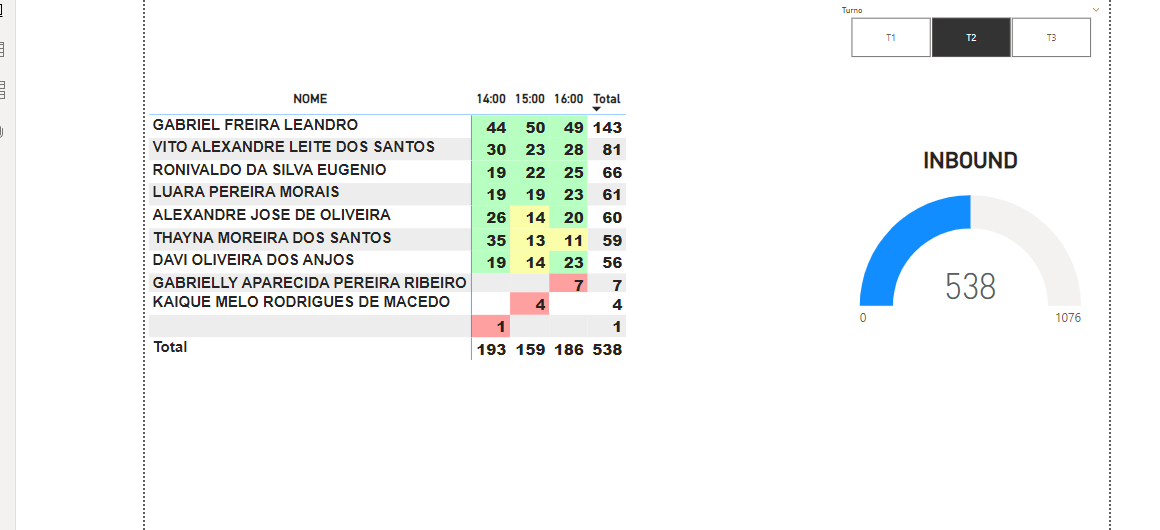 Turno
T1 T2 T3
NOME 14:00 15:00 16:00 Total
GABRIEL FREIRA LEANDRO 44 50 49 143
VITO ALEXANDRE LEITE DOS SANTOS 30 23 28 81
RONIVALDO DA SILVA EUGENIO 19 22 25 66
LUARA PEREIRA MORAIS 19 19 23 61
ALEXANDRE JOSE DE OLIVEIRA 26 14 20 60
THAYNA MOREIRA DOS SANTOS 35 13 11 59
DAVI OLIVEIRA DOS ANJOS 19 14 23 56
GABRIELLY APARECIDA PEREIRA RIBEIRO 7 7
KAIQUE MELO RODRIGUES DE MACEDO 4 4
1 1
Total 193 159 186 538
INBOUND
538
0 1076